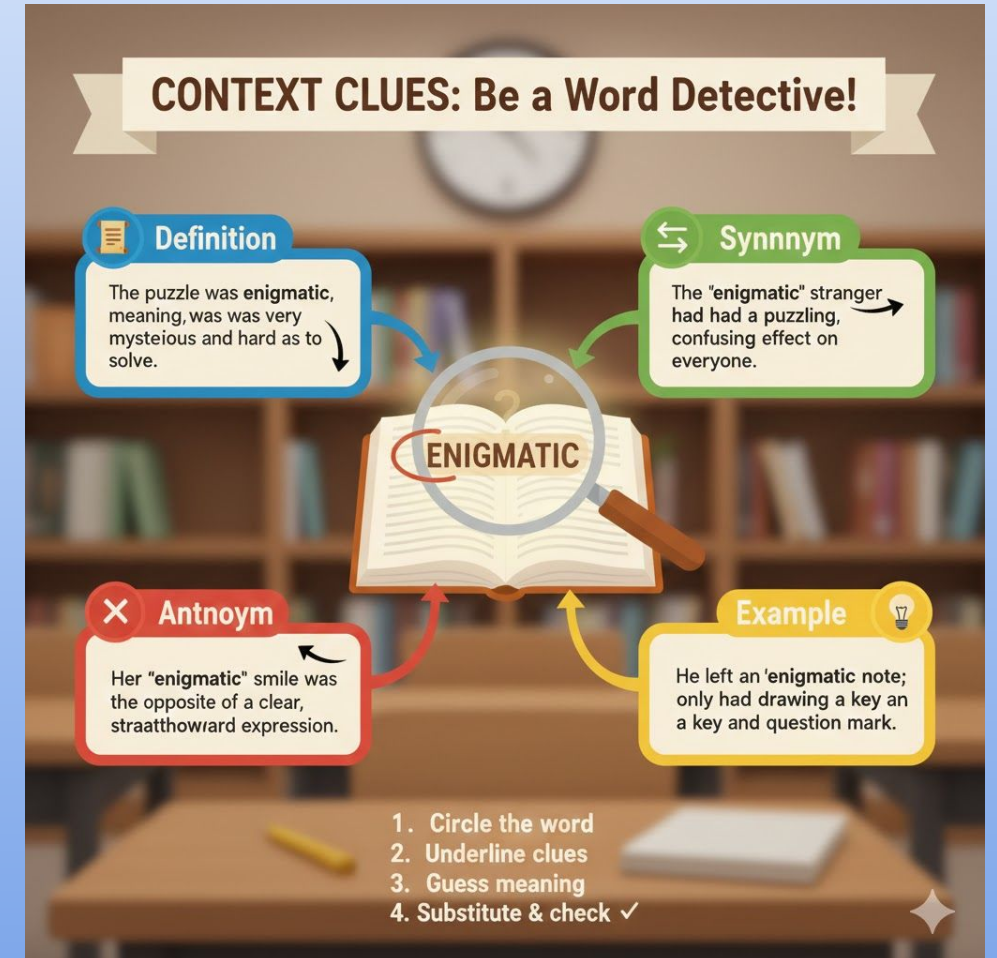 CONTEXT CLUES: Be a Word Detective!
Definition
The puzzle was enigmatic,
meaning, was was very
mysteious and hard as to
solve.
Synnnym
The "enigmatic" stranger
had had a puzzling,
confusing effect on
everyone.
?
ENIGMATIC
Antnoym
Her "enigmatic" smile was
the opposite of a clear,
straatthowıard expression.
Example
He left an 'enigmatic note;
only had drawing a key an
a key and question mark.
1. Circle the word
2. Underline clues
3. Guess meaning
4. Substitute & check ✓